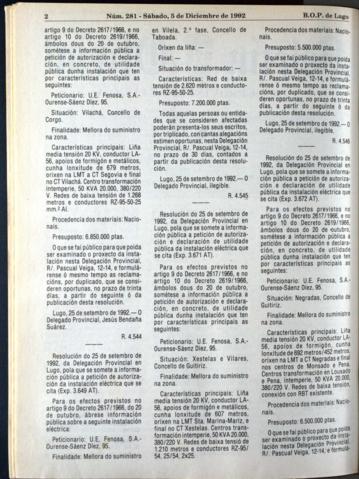 2 Núm. 281 - Sábado, 5 de Diciembre de 1992 B.O.P. de Lugo
artigo 9 do Decreto 2617/1966, e no
artigo 10 do Decreto 2619/1966,
ámbolos dous do 20 de outubro,
sométese a información pública a
petición de autorización e declara-
ción, en concreto, de utilidade
pública dunha instalación que ten
por características principais as
seguintes:
Peticionario: U.E. Fenosa, S.A.-
Ourense-Sáenz Díez, 95.
Situación: Vilachá, Concello de
Corgo.
Finalidade: Mellora do suministro
na zona.
Características principais: Liña
media tensión 20 KV, conductor LA-
56, apoios de formigón e metálicos,
cunha lonxitude de 679 metros,
orixen na LMT a CT Segovia e final
no CT Vilachá. Centro transformación
intemperie, 50 KVA 20.000, 380/220
V. Redes de baixa tensión de 1.268
metros e conductores RZ-95-50-25
mm.² Al.
Procedencia dos materiais: Nacio-
nais.
Presuposto: 6.850.000 ptas.
O que se fai público para que poida
ser examinado o proxecto da instala-
ción nesta Delegación Provincial,
R/. Pascual Veiga, 12-14, e formula-
rense ó mesmo tempo as reclama-
cións, por duplicado, que se consi-
deren oportunas, no prazo de trinta
días, a partir do seguinte ó da
publicación desta resolución.
Lugo, 25 de setembro de 1992.— O
Delegado Provincial, Jesús Bendaña
Suárez.
R. 4.544
Resolución do 25 de setembro de
1992, da Delegación Provincial en
Lugo, pola que se somete a informa-
ción pública a petición de autoriza-
ción da instalación eléctrica que se
cita (Exp. 3.649 AT).
Para os efectos previstos no
artigo 9 do Decreto 2617/1966, do 20
de outubro, ábrese información
pública sobre a seguinte instalación
eléctrica:
Peticionario: U.E. Fenosa, S.A.-
Ourense-Sáenz Díez, 95.
Finalidade: Mellora do suministro
en Vilela, 2.ª fase, Concello de
Taboada.
Orixen da liña: —
Final: —
Situación do transformador: —
Características: Red de baixa
tensión de 2.620 metros e conducto-
res RZ-95-50-25.
Presuposto: 7.200.000 ptas.
Todas aquelas persoas ou entida-
des que se consideren afectadas
poderán presenta-los seus escritos,
por triplicado, con cantas alegacións
estimen oportunas, nesta Delegación
Provincial, R/. Pascual Veiga, 12-14,
no prazo de 30 días, contados a
partir da publicación desta resolu-
ción.
Lugo, 25 de setembro de 1992.— O
Delegado Provincial, ilegible.
R. 4.545
Resolución do 25 de setembro de
1992, da Delegación Provincial en
Lugo, pola que se somete a informa-
ción pública e petición de autoriza-
ción e declaración de utilidade
pública da instalación eléctrica que
se cita (Exp. 3.671 AT).
Para os efectos previstos no
artigo 9 do Decreto 2617/1966, e no
artigo 10 do Decreto 2619/1966,
ámbolos dous do 20 de outubro,
sométese a información pública a
petición de autorización e declara-
ción, en concreto, de utilidade
pública dunha instalación que ten
por características principais as
seguintes:
Peticionario: U.E. Fenosa, S.A.-
Ourense-Sáenz Díez, 95.
Situación: Xestelas e Vilares,
Concello de Guitiriz.
Finalidade: Mellora do suministro
na zona.
Características principais: Liña
media tensión 20 KV, conductor LA-
56, apoios de formigón e metálicos,
cunha lonxitude de 607 metros,
orixen na LMT Sta. Marina-Mariz, e
final no CT Xestelas. Centros trans-
formación intemperie, 50 KVA 20.000,
380/220 V. Redes de baixa tensión de
1.210 metros e conductores RZ-95/
54, 25/54, 2x25.
Procedencia dos materiais: Nacio-
nais.
Presuposto: 5.500.000 ptas.
O que se fai público para que poida
ser examinado o proxecto da instala-
ción nesta Delegación Provincial,
R/. Pascual Veiga, 12-14, e formula-
rense ó mesmo tempo as reclama-
cións, por duplicado, que se consi-
deren oportunas, no prazo de trinta
días, a partir do seguinte ó da
publicación desta resolución.
Lugo, 25 de setembro de 1992.— O
Delegado Provincial, ilegible.
R. 4.546
Resolución do 25 de setembro de
1992, da Delegación Provincial en
Lugo, pola que se somete a informa-
ción pública a petición de autoriza-
ción e declaración de utilidade
pública da instalación eléctrica que
se cita (Exp. 3.672 AT).
Para os efectos previstos no
artigo 9 do Decreto 2617/1966, e no
artigo 10 do Decreto 2619/1966,
ámbolos dous do 20 de outubro,
sométese a información pública a
petición de autorización e declara-
ción, en concreto, de utilidade
pública dunha instalación que ten
por características principais as
seguintes:
Peticionario: U.E. Fenosa, S.A.-
Ourense-Sáenz Díez, 95.
Situación: Negradas, Concello de
Guitiriz.
Finalidade: Mellora do suministro
na zona.
Características principais: Liña
media tensión 20 KV, conductor LA-
56, apoios de formigón, cunha
lonxitude de 892 metros/452 metros,
orixen na LMT a CT Negradas e final
nos centros de Monsado e Pena.
Centros transformación en Lousado
e Pena, intemperie, 50 KVA 20.000,
380/220 V. Redes de baixa tensión,
conexión con RBT existente.
Procedencia dos materiais: Nacio-
nais.
Presuposto: 6.500.000 ptas.
O que se fai público para que poida
ser examinado o proxecto da instala-
ción nesta Delegación Provincial,
R/. Pascual Veiga, 12-14, e formula-